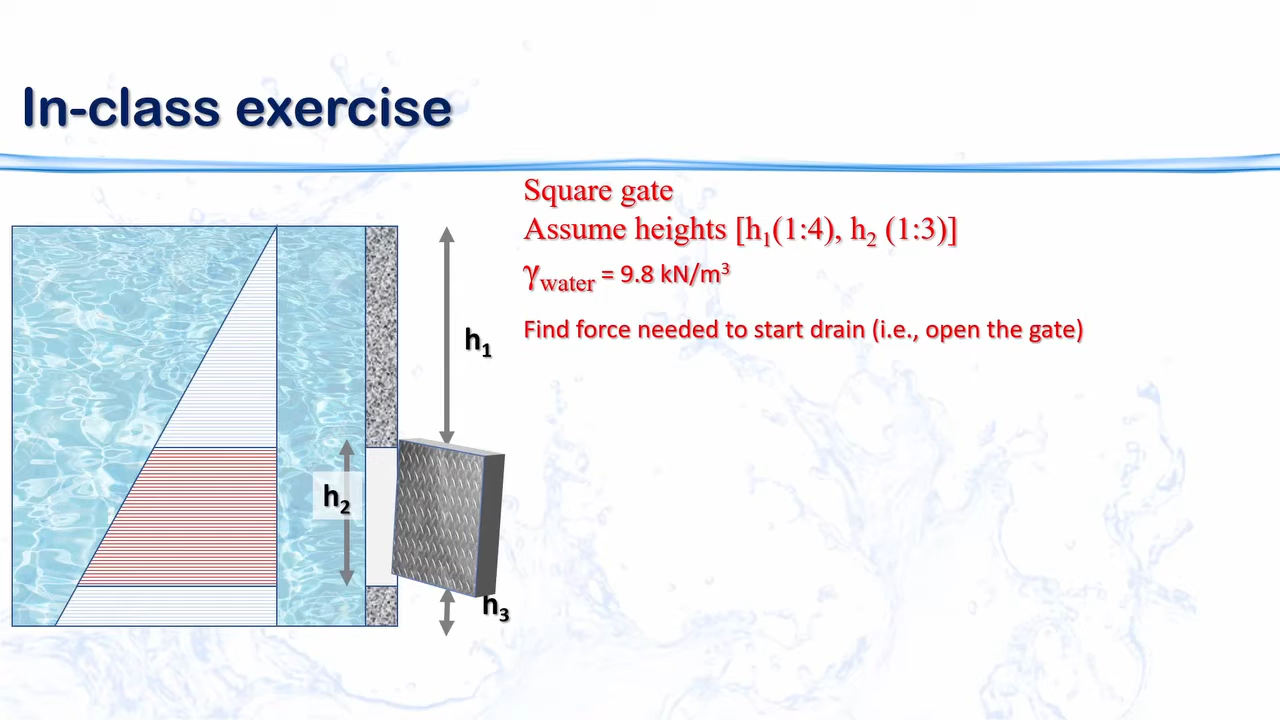 In-class exercise
Square gate
Assume heights [h₁(1:4), h₂ (1:3)]
γwater = 9.8 kN/m³
Find force needed to start drain (i.e., open the gate)
h₁
h₂
h₃